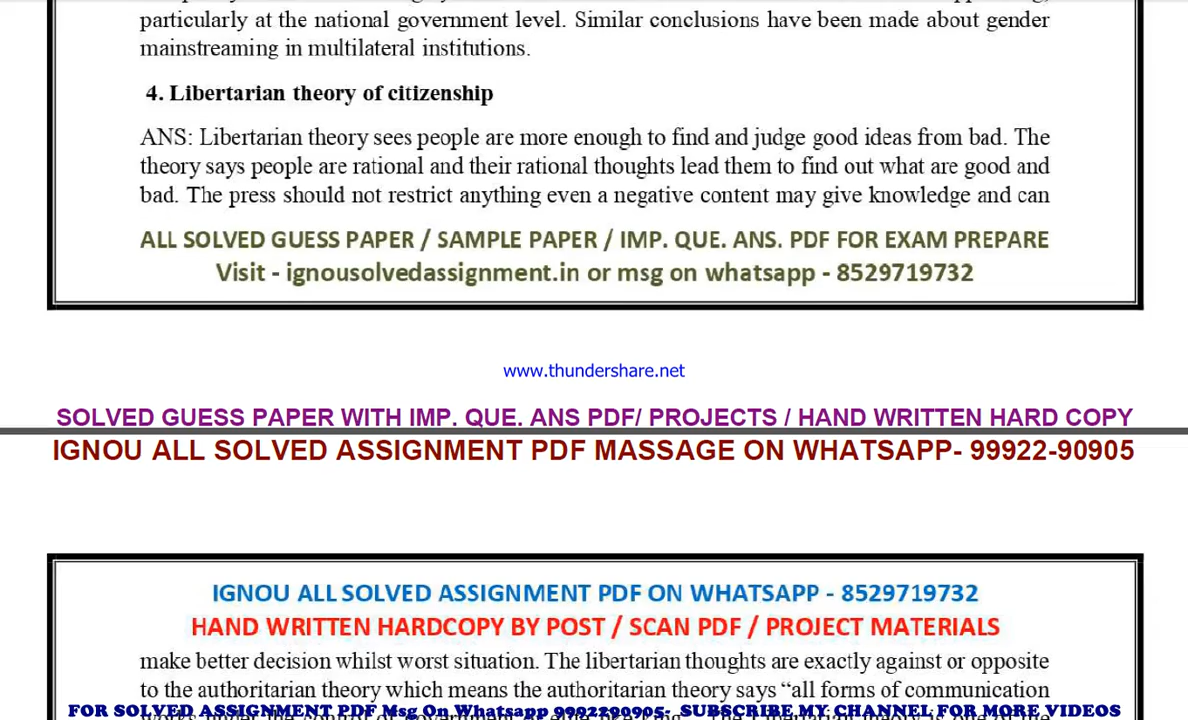 particularly at the national government level. Similar conclusions have been made about gender
mainstreaming in multilateral institutions.
4. Libertarian theory of citizenship
ANS: Libertarian theory sees people are more enough to find and judge good ideas from bad. The
theory says people are rational and their rational thoughts lead them to find out what are good and
bad. The press should not restrict anything even a negative content may give knowledge and can
ALL SOLVED GUESS PAPER / SAMPLE PAPER / IMP. QUE. ANS. PDF FOR EXAM PREPARE
Visit - ignousolvedassignment.in or msg on whatsapp - 8529719732
www.thundershare.net
SOLVED GUESS PAPER WITH IMP. QUE. ANS PDF/ PROJECTS / HAND WRITTEN HARD COPY
IGNOU ALL SOLVED ASSIGNMENT PDF MASSAGE ON WHATSAPP- 99922-90905
IGNOU ALL SOLVED ASSIGNMENT PDF ON WHATSAPP - 8529719732
HAND WRITTEN HARDCOPY BY POST / SCAN PDF / PROJECT MATERIALS
make better decision whilst worst situation. The libertarian thoughts are exactly against or opposite
to the authoritarian theory which means the authoritarian theory says “all forms of communication
FOR SOLVED ASSIGNMENT PDF Msg On Whatsapp 9992290905- SUBSCRIBE MY CHANNEL FOR MORE VIDEOS